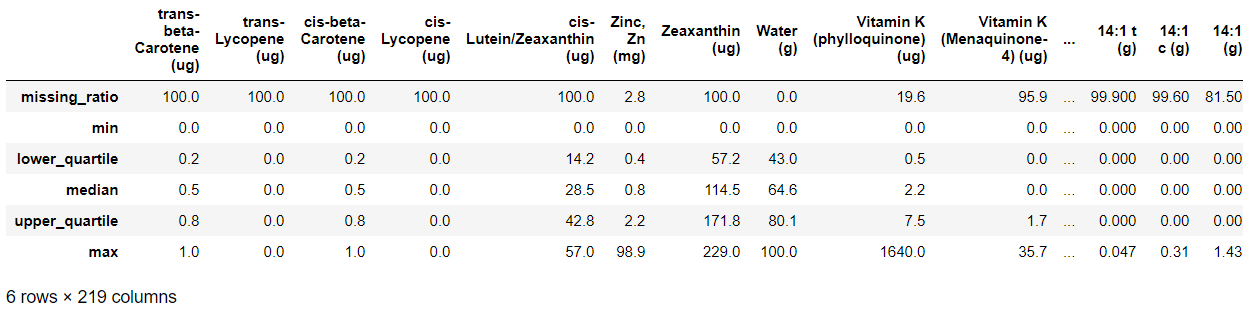 trans-beta-Carotene (ug) trans-Lycopene (ug) cis-beta-Carotene (ug) cis-Lycopene (ug) cis-Lutein/Zeaxanthin (ug) Zinc, Zn (mg) Zeaxanthin (ug) Water (g) Vitamin K (phylloquinone) (ug) Vitamin K (Menaquinone-4) (ug) ... 14:1 t (g) 14:1 c (g) 14:1 (g)
missing_ratio 100.0 100.0 100.0 100.0 100.0 2.8 100.0 0.0 19.6 95.9 ... 99.900 99.60 81.50
min 0.0 0.0 0.0 0.0 0.0 0.0 0.0 0.0 0.0 0.0 ... 0.000 0.00 0.00
lower_quartile 0.2 0.0 0.2 0.0 14.2 0.4 57.2 43.0 0.5 0.0 ... 0.000 0.00 0.00
median 0.5 0.0 0.5 0.0 28.5 0.8 114.5 64.6 2.2 0.0 ... 0.000 0.00 0.00
upper_quartile 0.8 0.0 0.8 0.0 42.8 2.2 171.8 80.1 7.5 1.7 ... 0.000 0.00 0.00
max 1.0 0.0 1.0 0.0 57.0 98.9 229.0 100.0 1640.0 35.7 ... 0.047 0.31 1.43
6 rows × 219 columns